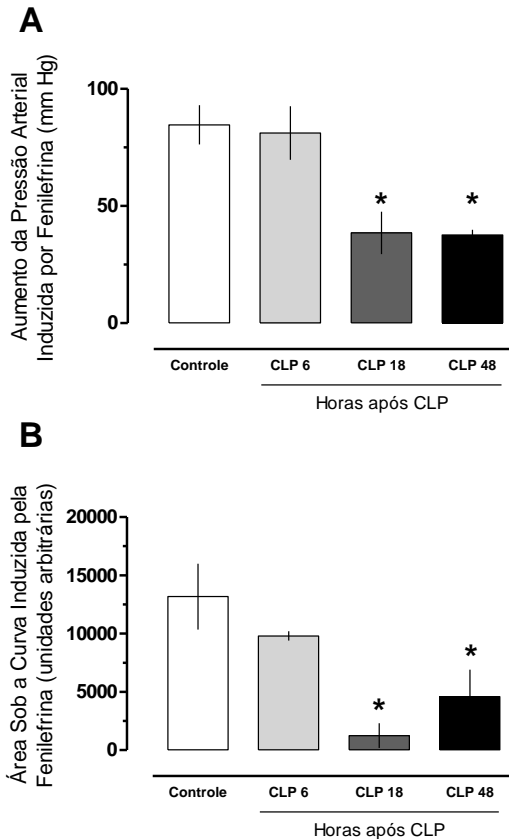 A
Aumento da Pressão Arterial
Induzida por Fenilefrina (mm Hg)
100
50
0
*
*
Controle
CLP 6
CLP 18
CLP 48
Horas após CLP
B
Área Sob a Curva Induzida pela
Fenilefrina (unidades arbitrárias)
20000
15000
10000
5000
0
*
*
Controle
CLP 6
CLP 18
CLP 48
Horas após CLP